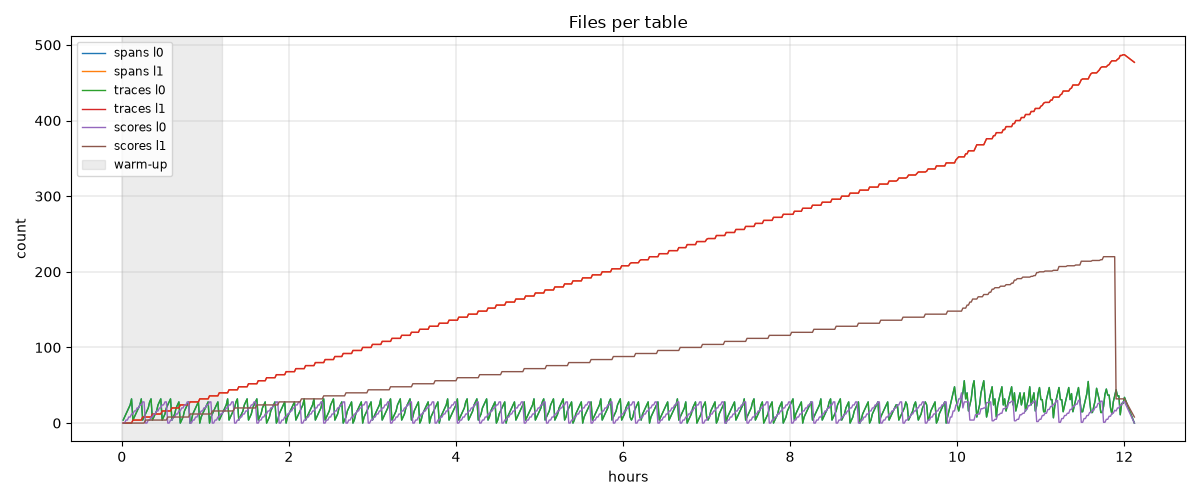 Files per table
count
500
400
300
200
100
0
spans l0
spans l1
traces l0
traces l1
scores l0
scores l1
warm-up
0 2 4 6 8 10 12
hours